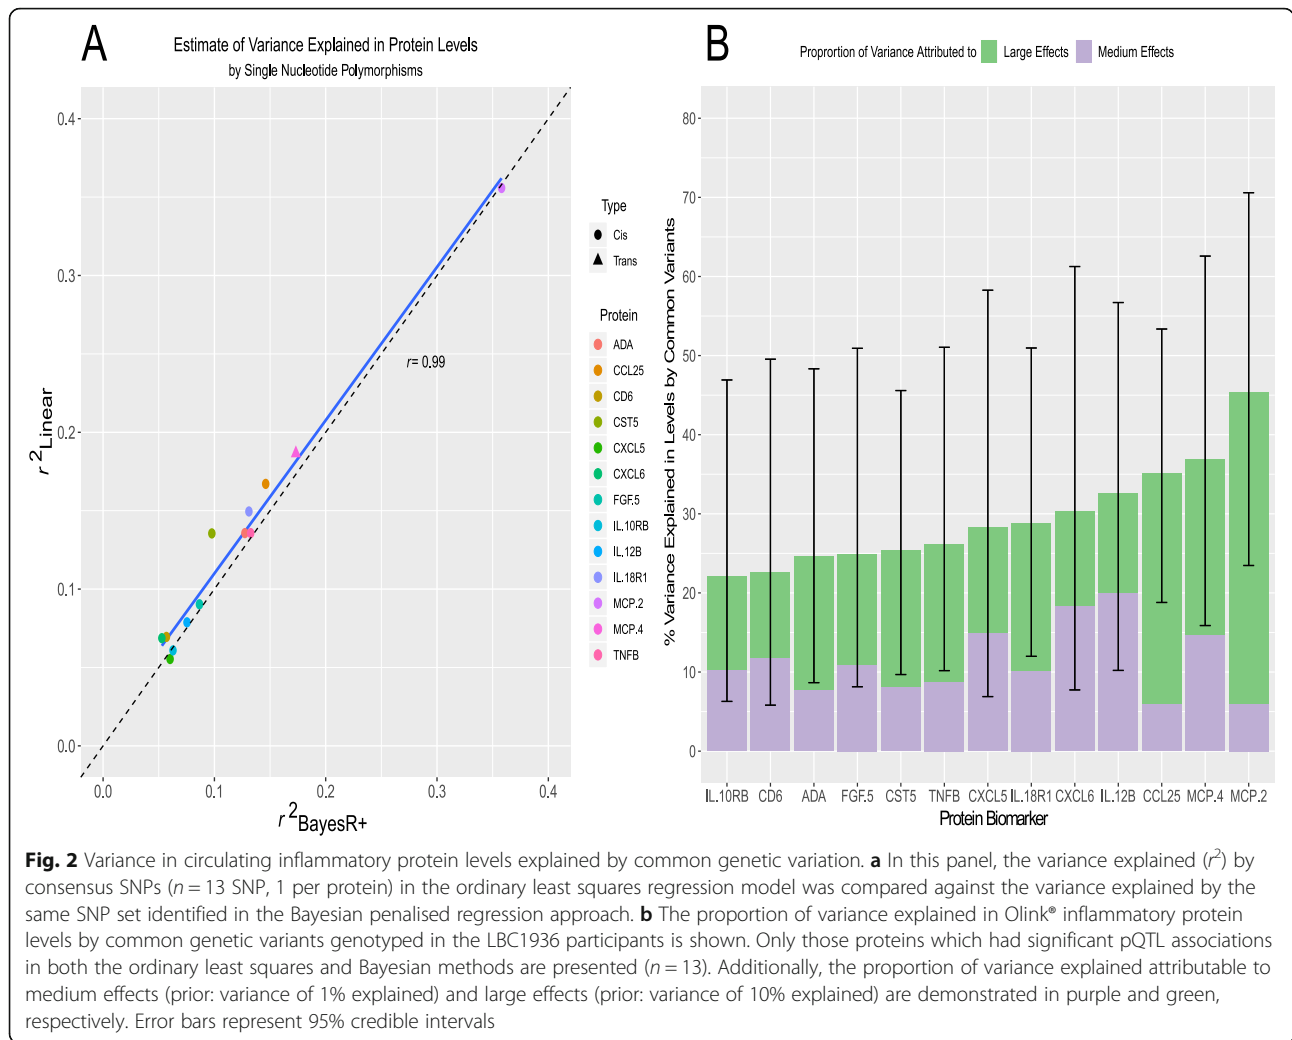 A
Estimate of Variance Explained in Protein Levels
by Single Nucleotide Polymorphisms
0.4
0.3
0.2
0.1
0.0
r 2Linear
r= 0.99
0.0 0.1 0.2 0.3 0.4
r 2BayesR+
Type
Cis
Trans
Protein
ADA
CCL25
CD6
CST5
CXCL5
CXCL6
FGF.5
IL.10RB
IL.12B
IL.18R1
MCP.2
MCP.4
TNFB
B
Proprotion of Variance Attributed to Large Effects Medium Effects
80
70
60
50
40
30
20
10
0
% Variance Explained in Levels by Common Variants
IL.10RB CD6 ADA FGF.5 CST5 TNFB CXCL5 IL.18R1 CXCL6 IL.12B CCL25 MCP.4 MCP.2
Protein Biomarker
Fig. 2 Variance in circulating inflammatory protein levels explained by common genetic variation. a In this panel, the variance explained (r²) by
consensus SNPs (n = 13 SNP, 1 per protein) in the ordinary least squares regression model was compared against the variance explained by the
same SNP set identified in the Bayesian penalised regression approach. b The proportion of variance explained in Olink® inflammatory protein
levels by common genetic variants genotyped in the LBC1936 participants is shown. Only those proteins which had significant pQTL associations
in both the ordinary least squares and Bayesian methods are presented (n = 13). Additionally, the proportion of variance explained attributable to
medium effects (prior: variance of 1% explained) and large effects (prior: variance of 10% explained) are demonstrated in purple and green,
respectively. Error bars represent 95% credible intervals